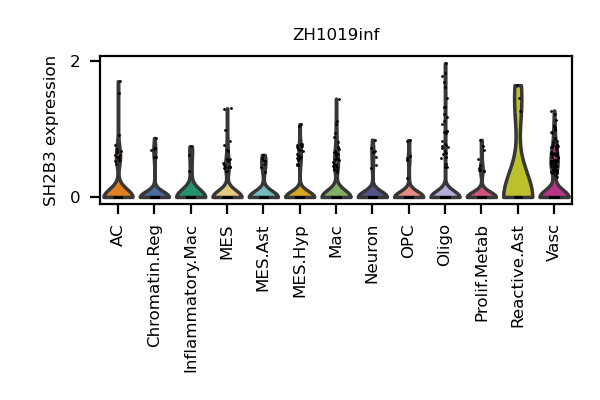 ZH1019inf
SH2B3 expression
2
0
AC
Chromatin.Reg
Inflammatory.Mac
MES
MES.Ast
MES.Hyp
Mac
Neuron
OPC
Oligo
Prolif.Metab
Reactive.Ast
Vasc